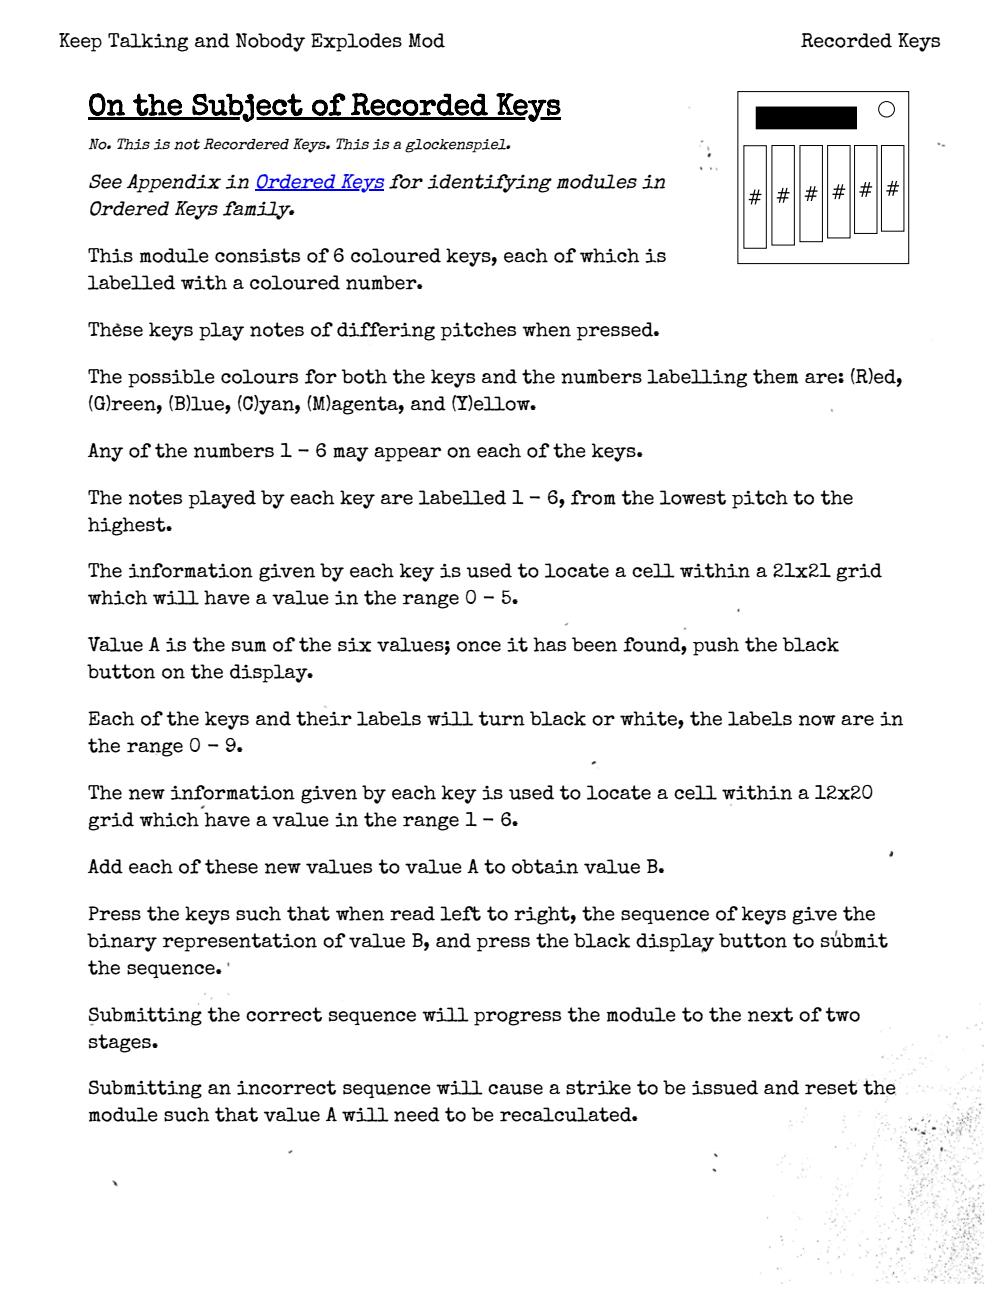 Keep Talking and Nobody Explodes Mod
Recorded Keys
On the Subject of Recorded Keys
No. This is not Recordered Keys. This is a glockenspiel.
See Appendix in Ordered Keys for identifying modules in
Ordered Keys family.
# # # # # #
This module consists of 6 coloured keys, each of which is
labelled with a coloured number.
These keys play notes of differing pitches when pressed.
The possible colours for both the keys and the numbers labelling them are: (R)ed,
(G)reen, (B)lue, (C)yan, (M)agenta, and (Y)ellow.
Any of the numbers 1 - 6 may appear on each of the keys.
The notes played by each key are labelled 1 - 6, from the lowest pitch to the
highest.
The information given by each key is used to locate a cell within a 21x21 grid
which will have a value in the range 0 - 5.
Value A is the sum of the six values; once it has been found, push the black
button on the display.
Each of the keys and their labels will turn black or white, the labels now are in
the range 0 - 9.
The new information given by each key is used to locate a cell within a 12x20
grid which have a value in the range 1 - 6.
Add each of these new values to value A to obtain value B.
Press the keys such that when read left to right, the sequence of keys give the
binary representation of value B, and press the black display button to submit
the sequence.
Submitting the correct sequence will progress the module to the next of two
stages.
Submitting an incorrect sequence will cause a strike to be issued and reset the
module such that value A will need to be recalculated.